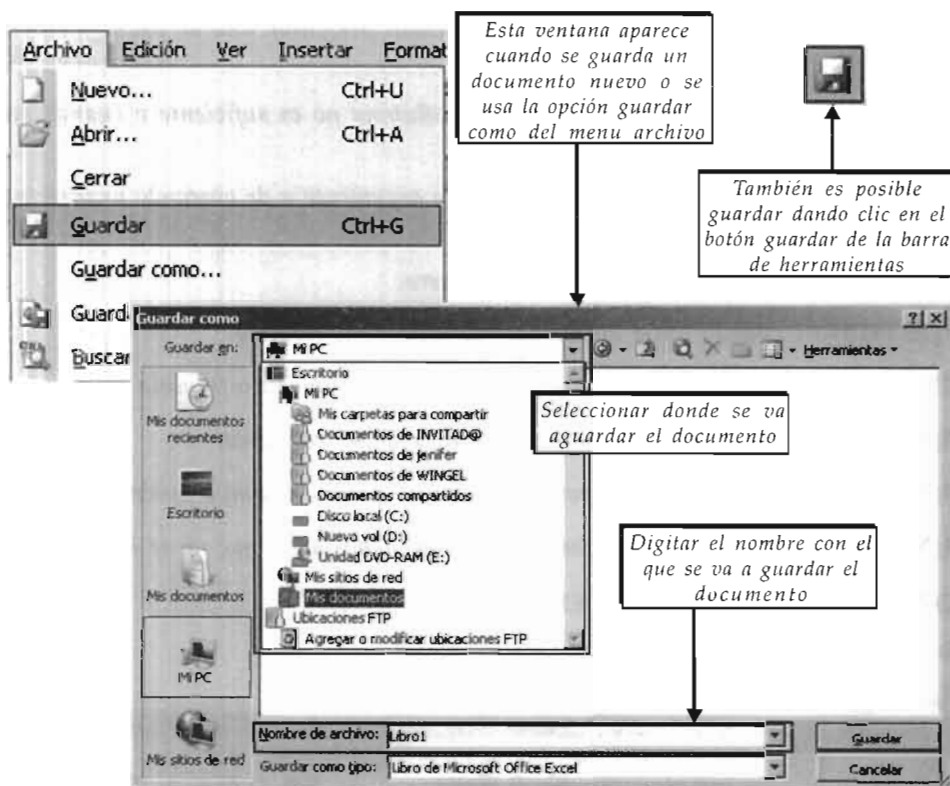 Archivo Edición Ver Insertar Format
Nuevo... Ctrl+U
Abrir... Ctrl+A
Cerrar
Guardar Ctrl+G
Guardar como...
Guard
Buscar
Esta ventana aparece
cuando se guarda un
documento nuevo o se
usa la opción guardar
como del menu archivo
También es posible
guardar dando clic en el
botón guardar de la barra
de herramientas
Guardar como
Guardar en: Mi PC Herramientas
Escritorio
Mi PC
Mis carpetas para compartir
Documentos de INVITAD@
Documentos de jenifer
Documentos de WINGEL
Documentos compartidos
Disco local (C:)
Nuevo vol (D:)
Unidad DVD-RAM (E:)
Mis sitios de red
Mis documentos
Ubicaciones FTP
Agregar o modificar ubicaciones FTP
Mis documentos
recientes
Escritorio
Mis documentos
Mi PC
Mis sitios de red
Seleccionar donde se va
aguardar el documento
Digitar el nombre con el
que se va a guardar el
documento
Nombre de archivo: Libro1 Guardar
Guardar como tipo: Libro de Microsoft Office Excel Cancelar